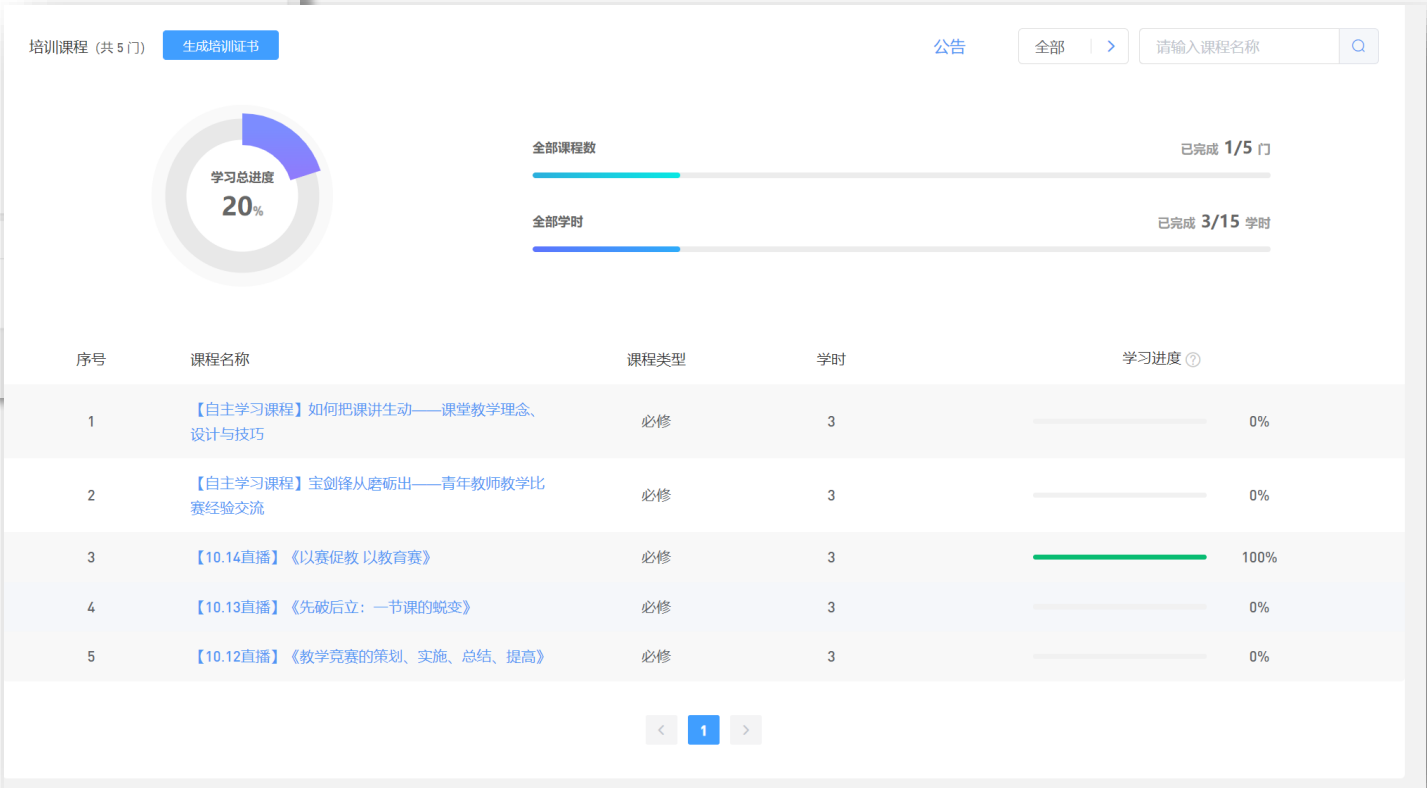 培训课程（共 5 门） 生成培训证书 公告 全部 请输入课程名称
学习总进度
20%
全部课程数 已完成 1/5 门
全部学时 已完成 3/15 学时
序号 课程名称 课程类型 学时 学习进度 ?
1 【自主学习课程】如何把课讲生动——课堂教学理念、 必修 3 0%
设计与技巧
2 【自主学习课程】宝剑锋从磨砺出——青年教师教学比 必修 3 0%
赛经验交流
3 【10.14直播】《以赛促教 以教育赛》 必修 3 100%
4 【10.13直播】《先破后立：一节课的蜕变》 必修 3 0%
5 【10.12直播】《教学竞赛的策划、实施、总结、提高》 必修 3 0%
1